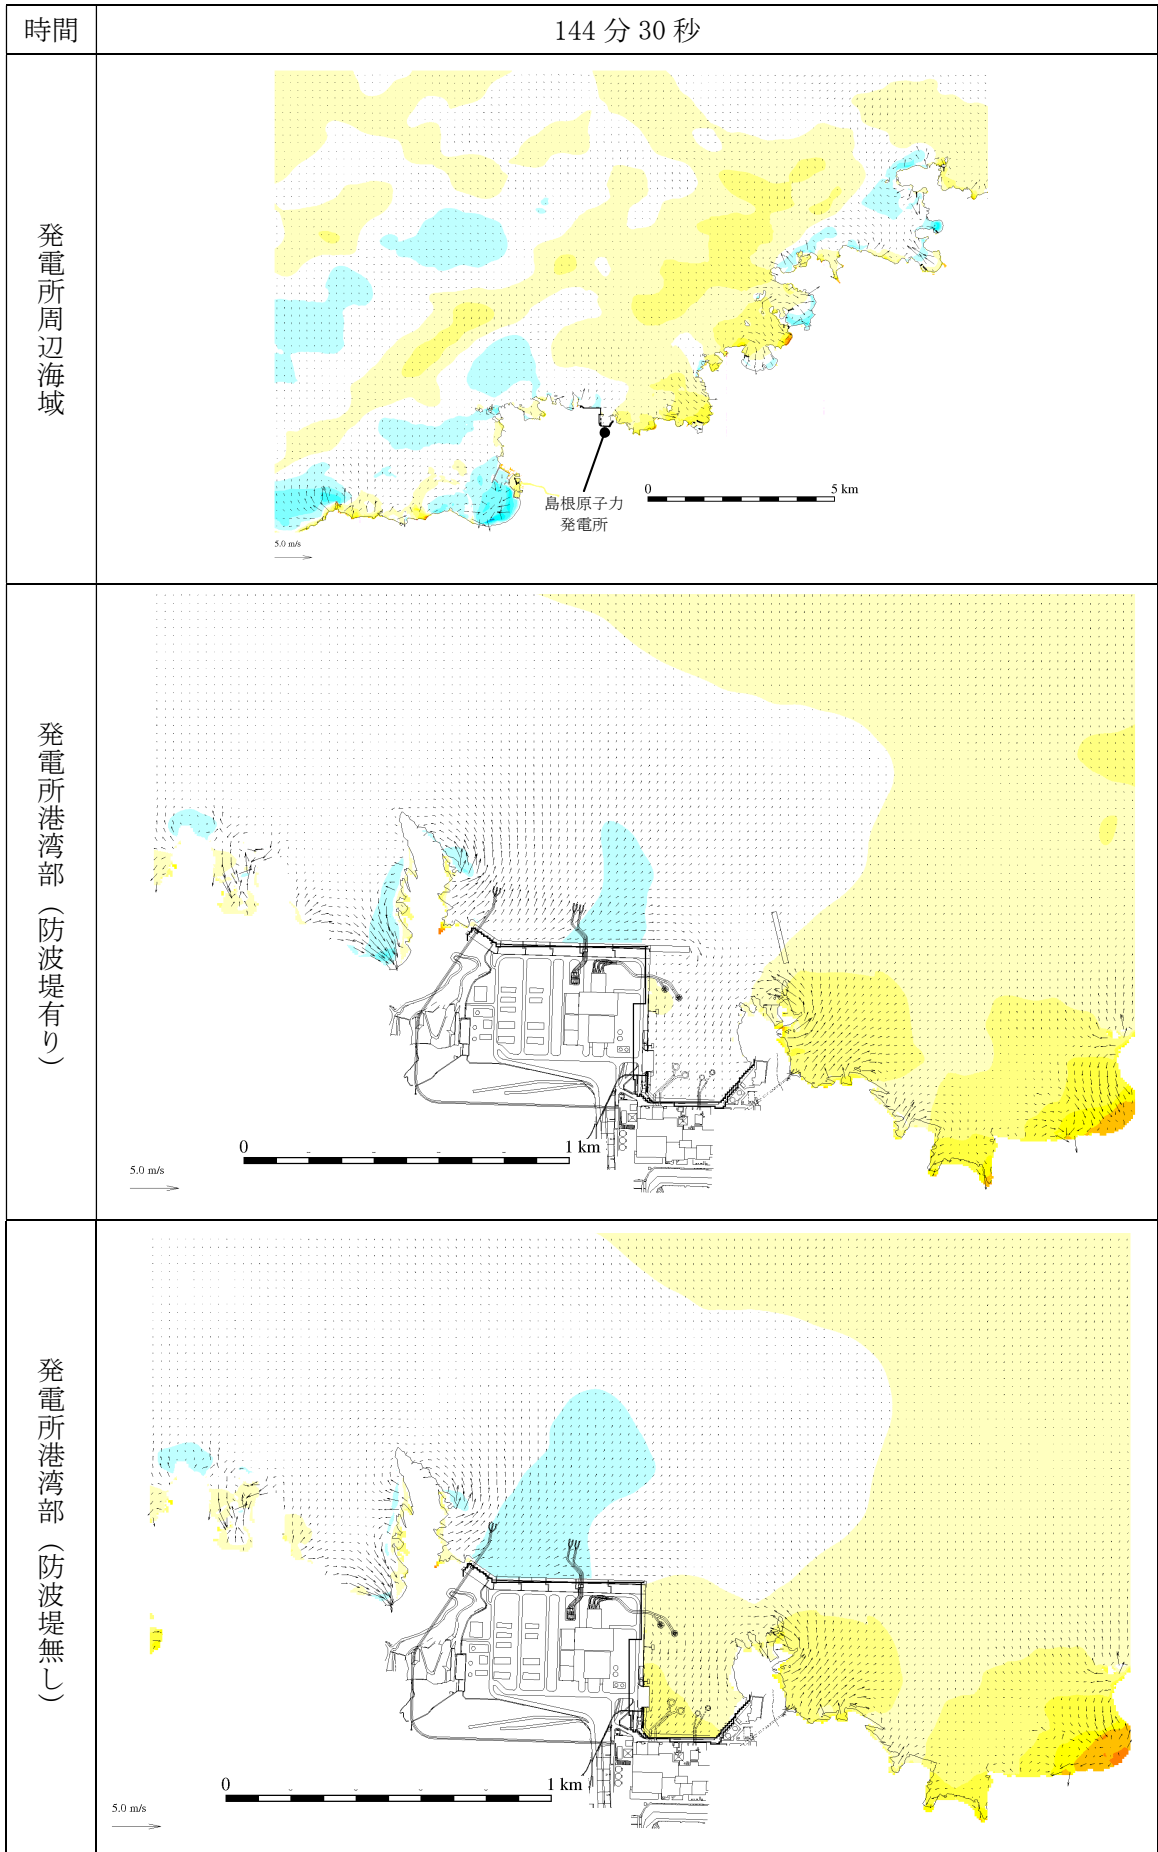 時間
144 分 30 秒
発電所周辺海域
島根原子力
発電所
0
5 km
5.0 m/s
発電所港湾部（防波堤有り）
0
1 km
5.0 m/s
発電所港湾部（防波堤無し）
0
1 km
5.0 m/s